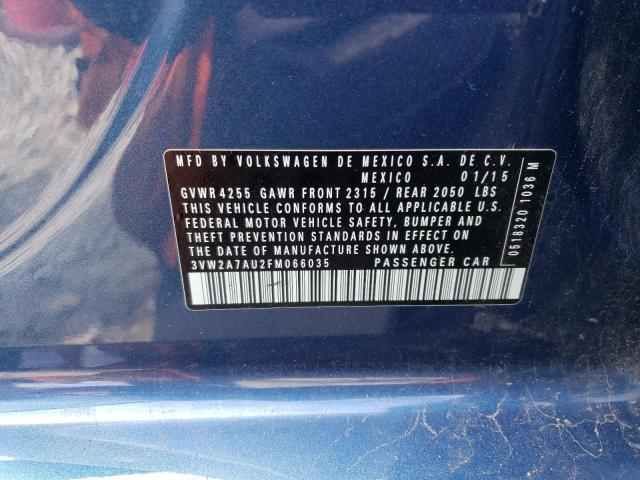 MFD BY VOLKSWAGEN DE MEXICO S.A. DE C.V.
MEXICO 01/15
GVWR 4255 GAWR FRONT 2315 / REAR 2050 LBS
THIS VEHICLE CONFORMS TO ALL APPLICABLE U.S.
FEDERAL MOTOR VEHICLE SAFETY, BUMPER AND
THEFT PREVENTION STANDARDS IN EFFECT ON
THE DATE OF MANUFACTURE SHOWN ABOVE.
3VW2A7AU2FM066035 PASSENGER CAR
0518320 1036 M